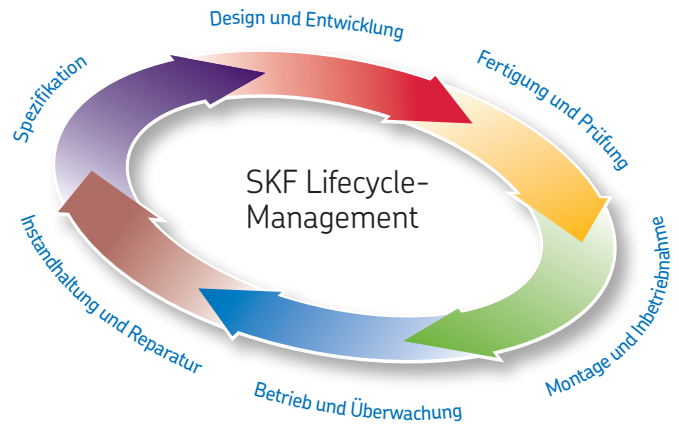 Design und Entwicklung
Spezifikation
Fertigung und Prüfung
SKF Lifecycle-
Management
Instandhaltung und Reparatur
Montage und Inbetriebnahme
Betrieb und Überwachung